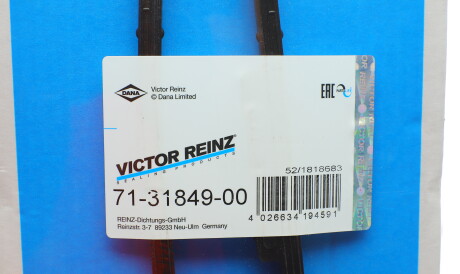 DANA
Victor Reinz
© Dana Limited
EAC
VICTOR REINZ®
SEALING PRODUCTS
71-31849-00
52/1818683
4 026634 194591
REINZ-Dichtungs-GmbH
Reinzstr. 3-7 89233 Neu-Ulm Germany